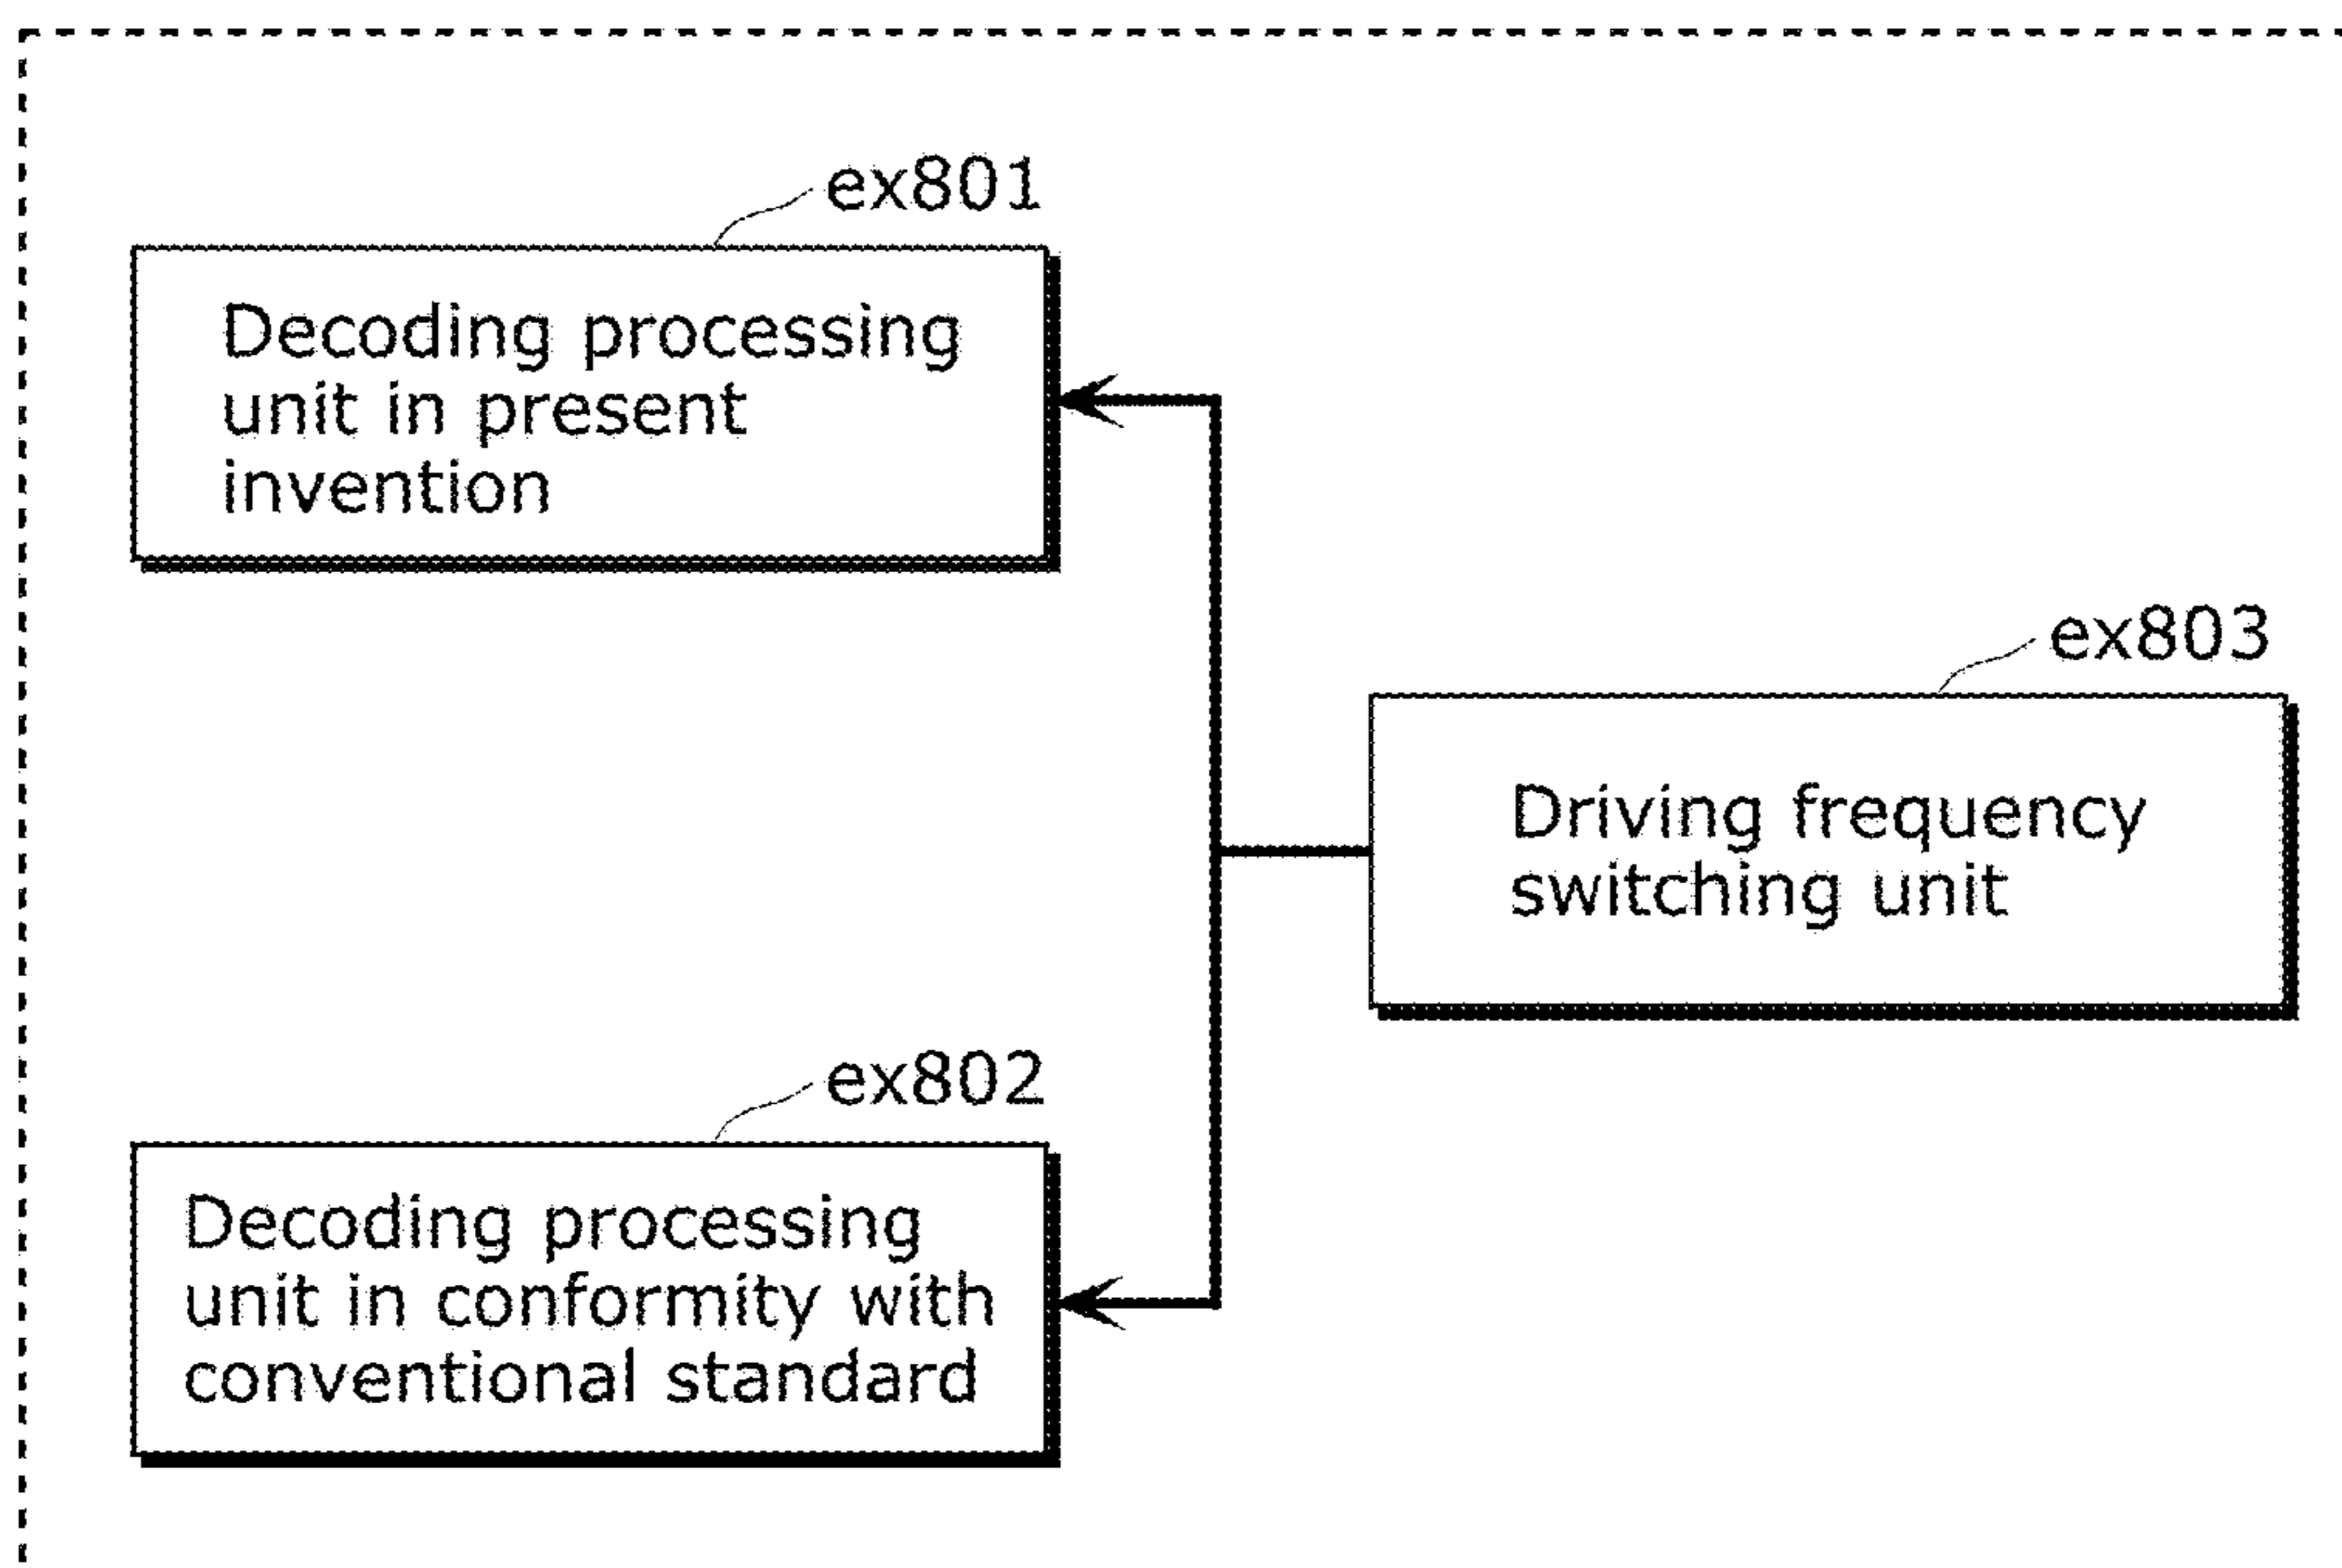 ex801
Decoding processing
unit in present
invention
ex803
Driving frequency
switching unit
ex802
Decoding processing
unit in conformity with
conventional standard